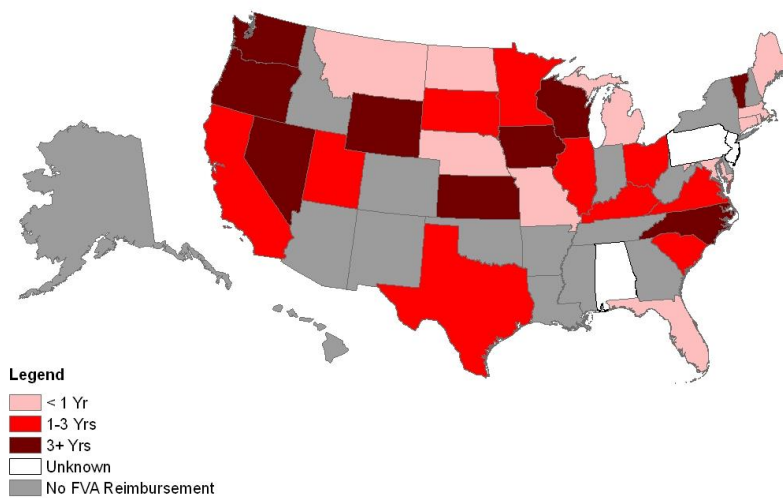 Legend
< 1 Yr
1-3 Yrs
3+ Yrs
Unknown
No FVA Reimbursement